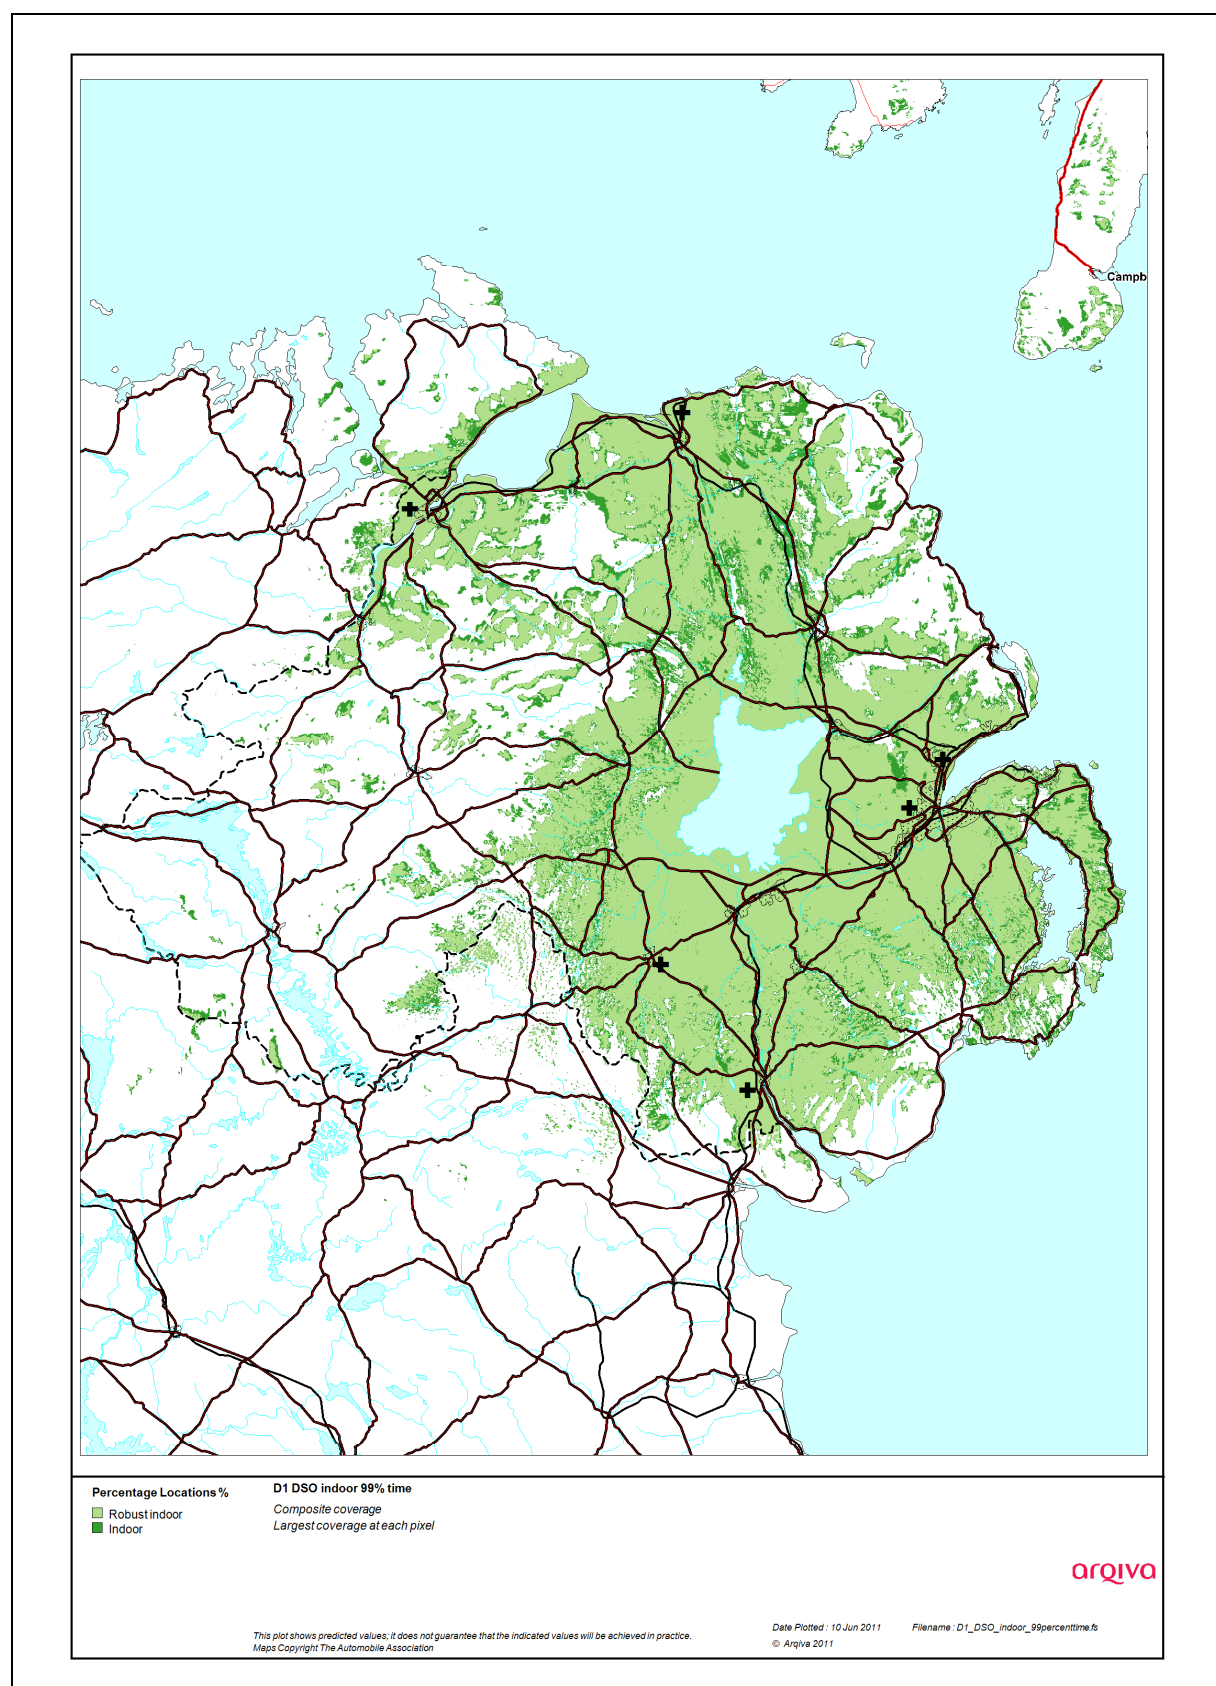 Campb
Percentage Locations %
Robust indoor
Indoor
D1 DSO indoor 99% time
Composite coverage
Largest coverage at each pixel
arqiva
This plot shows predicted values; it does not guarantee that the indicated values will be achieved in practice.
Maps Copyright The Automobile Association
Date Plotted : 10 Jun 2011
Filename : D1_DSO_indoor_99percenttime.fs
© Arqiva 2011